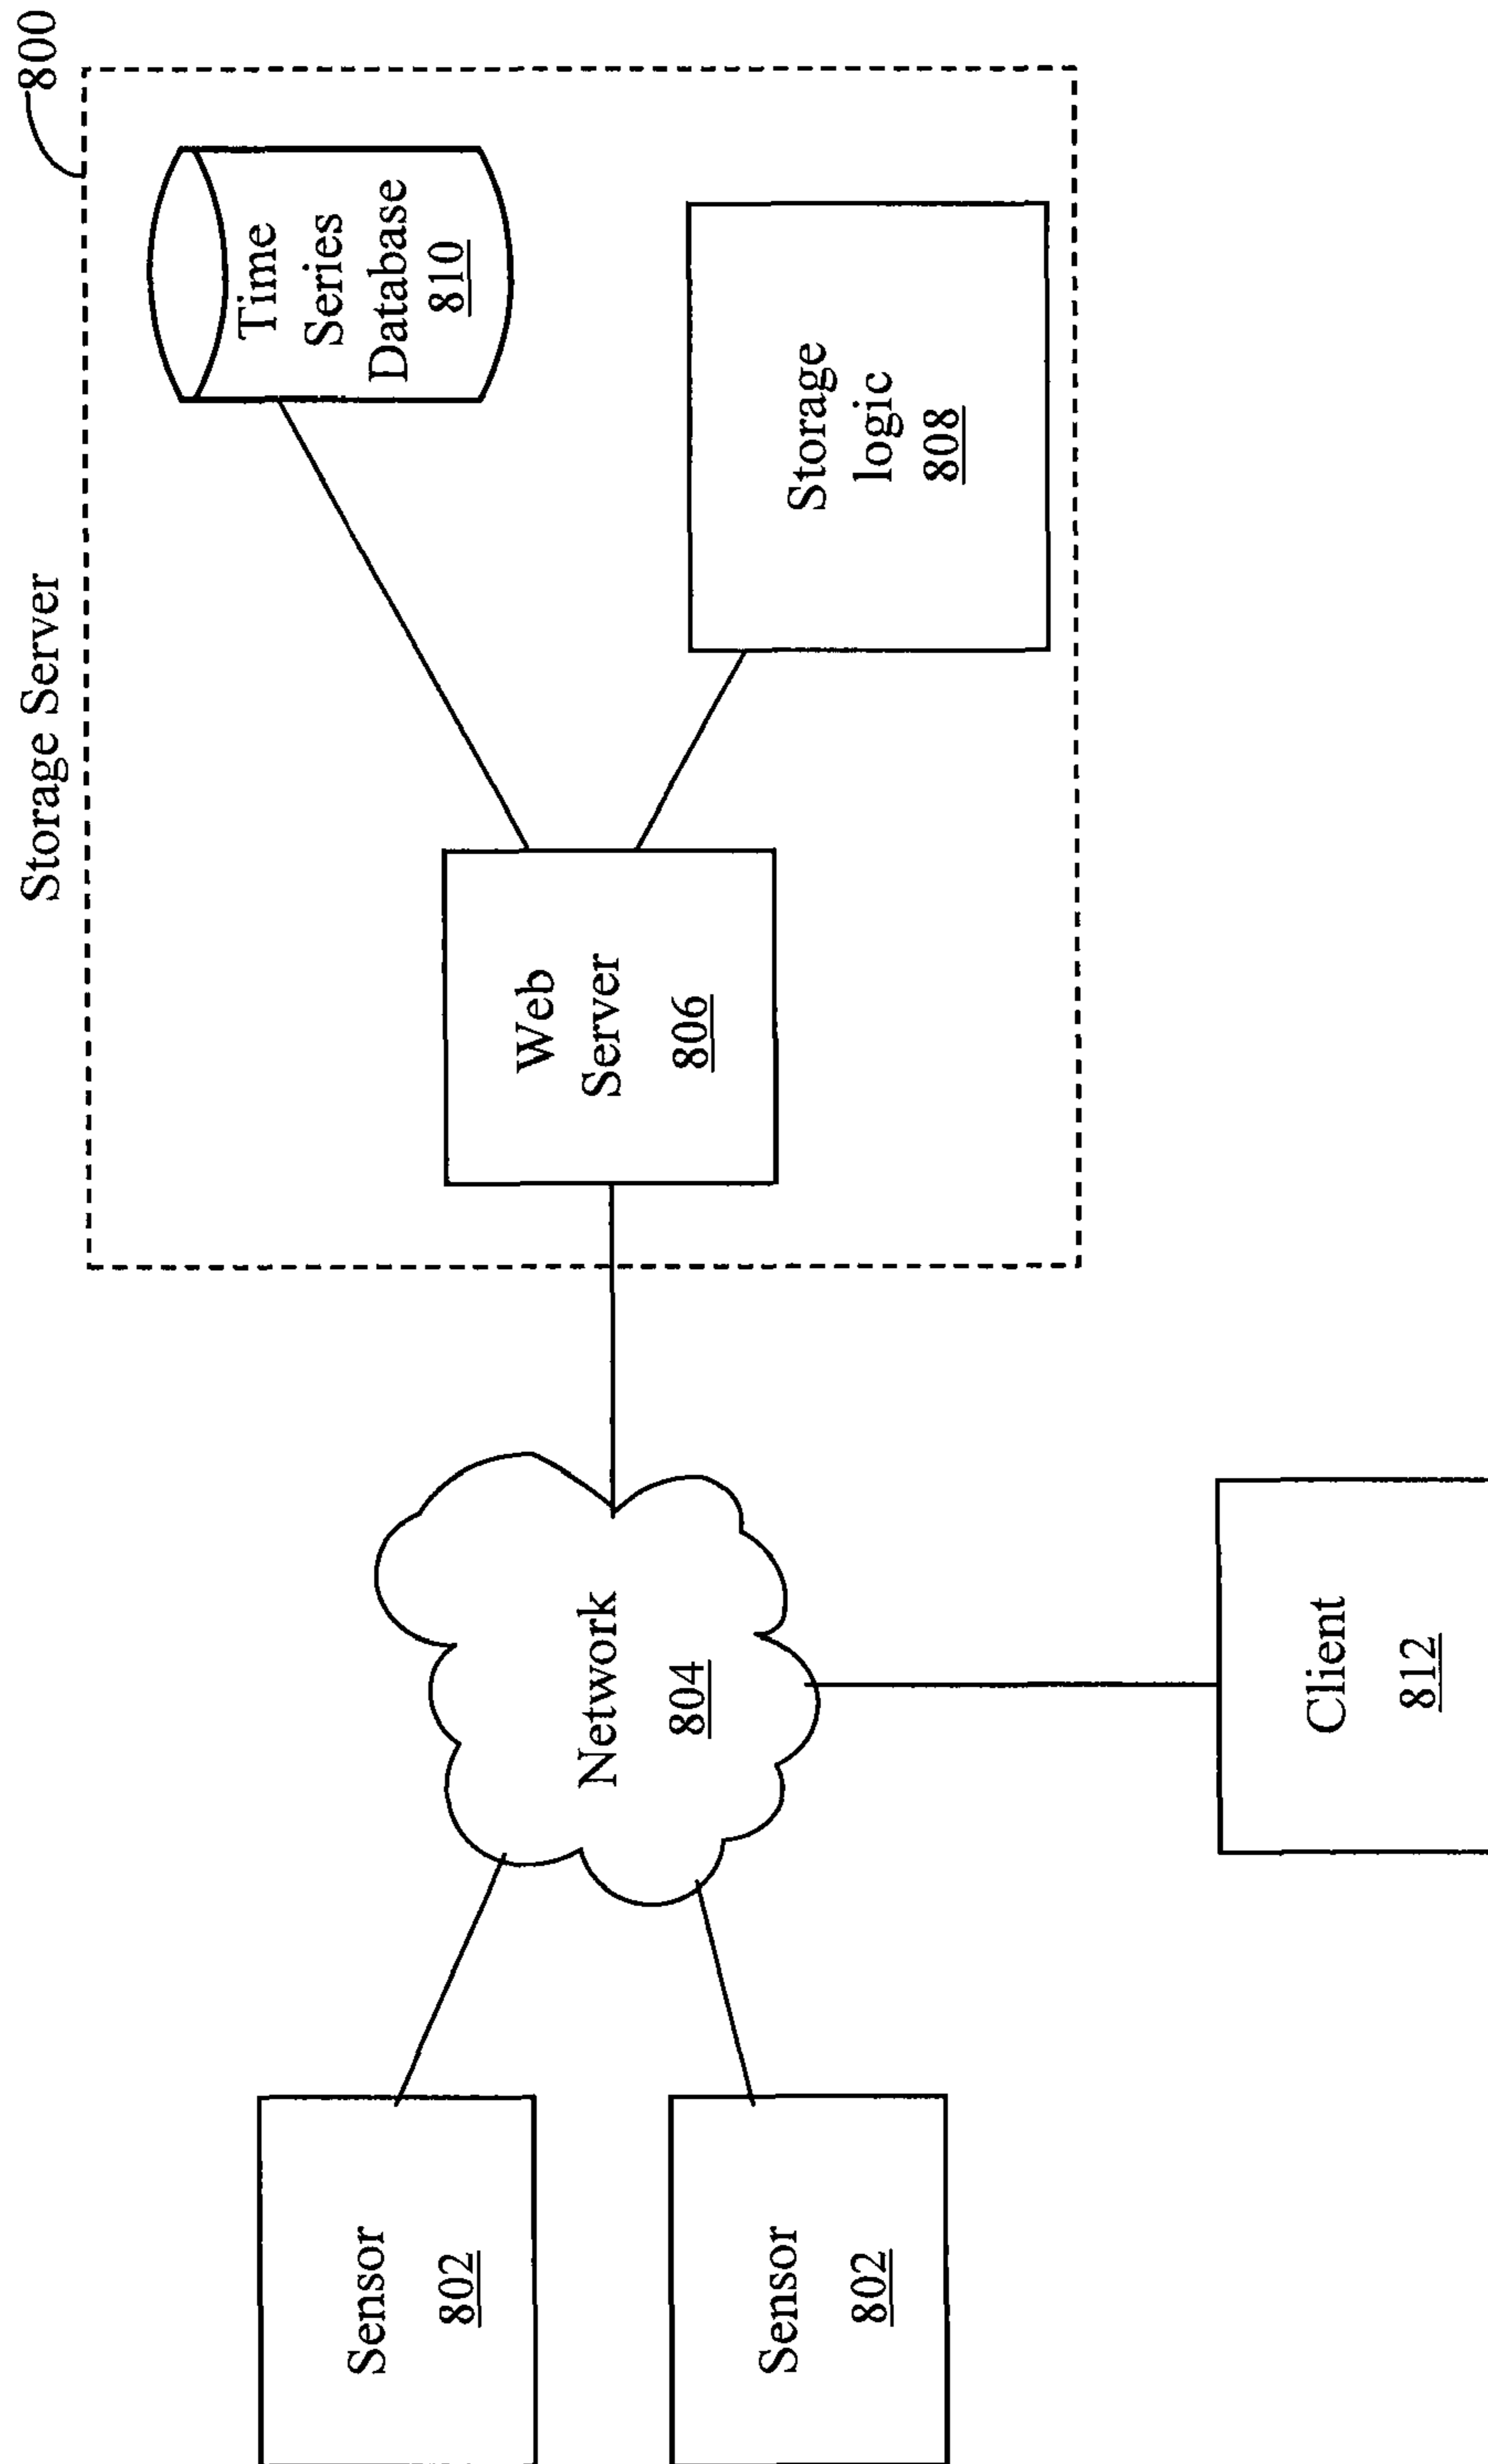 Storage Server
800
Time
Series
Database
810
Storage
logic
808
Web
Server
806
Network
804
Client
812
Sensor
802
Sensor
802